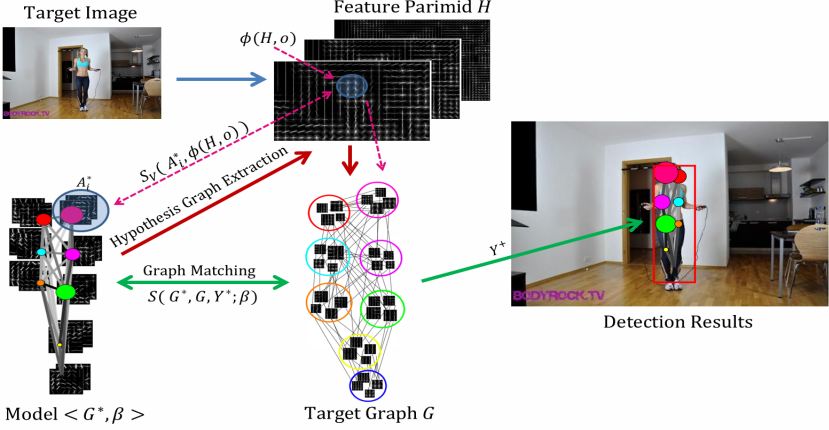 Target Image
Feature Parimid H
ϕ(H, o)
BODYROCK.TV
S_V(A_i^*, ϕ(H, o))
A_i^*
Hypothesis Graph Extraction
Y^+
Graph Matching
S(G^*, G, Y^*; β)
BODYROCK.TV
Detection Results
Model < G^*, β >
Target Graph G